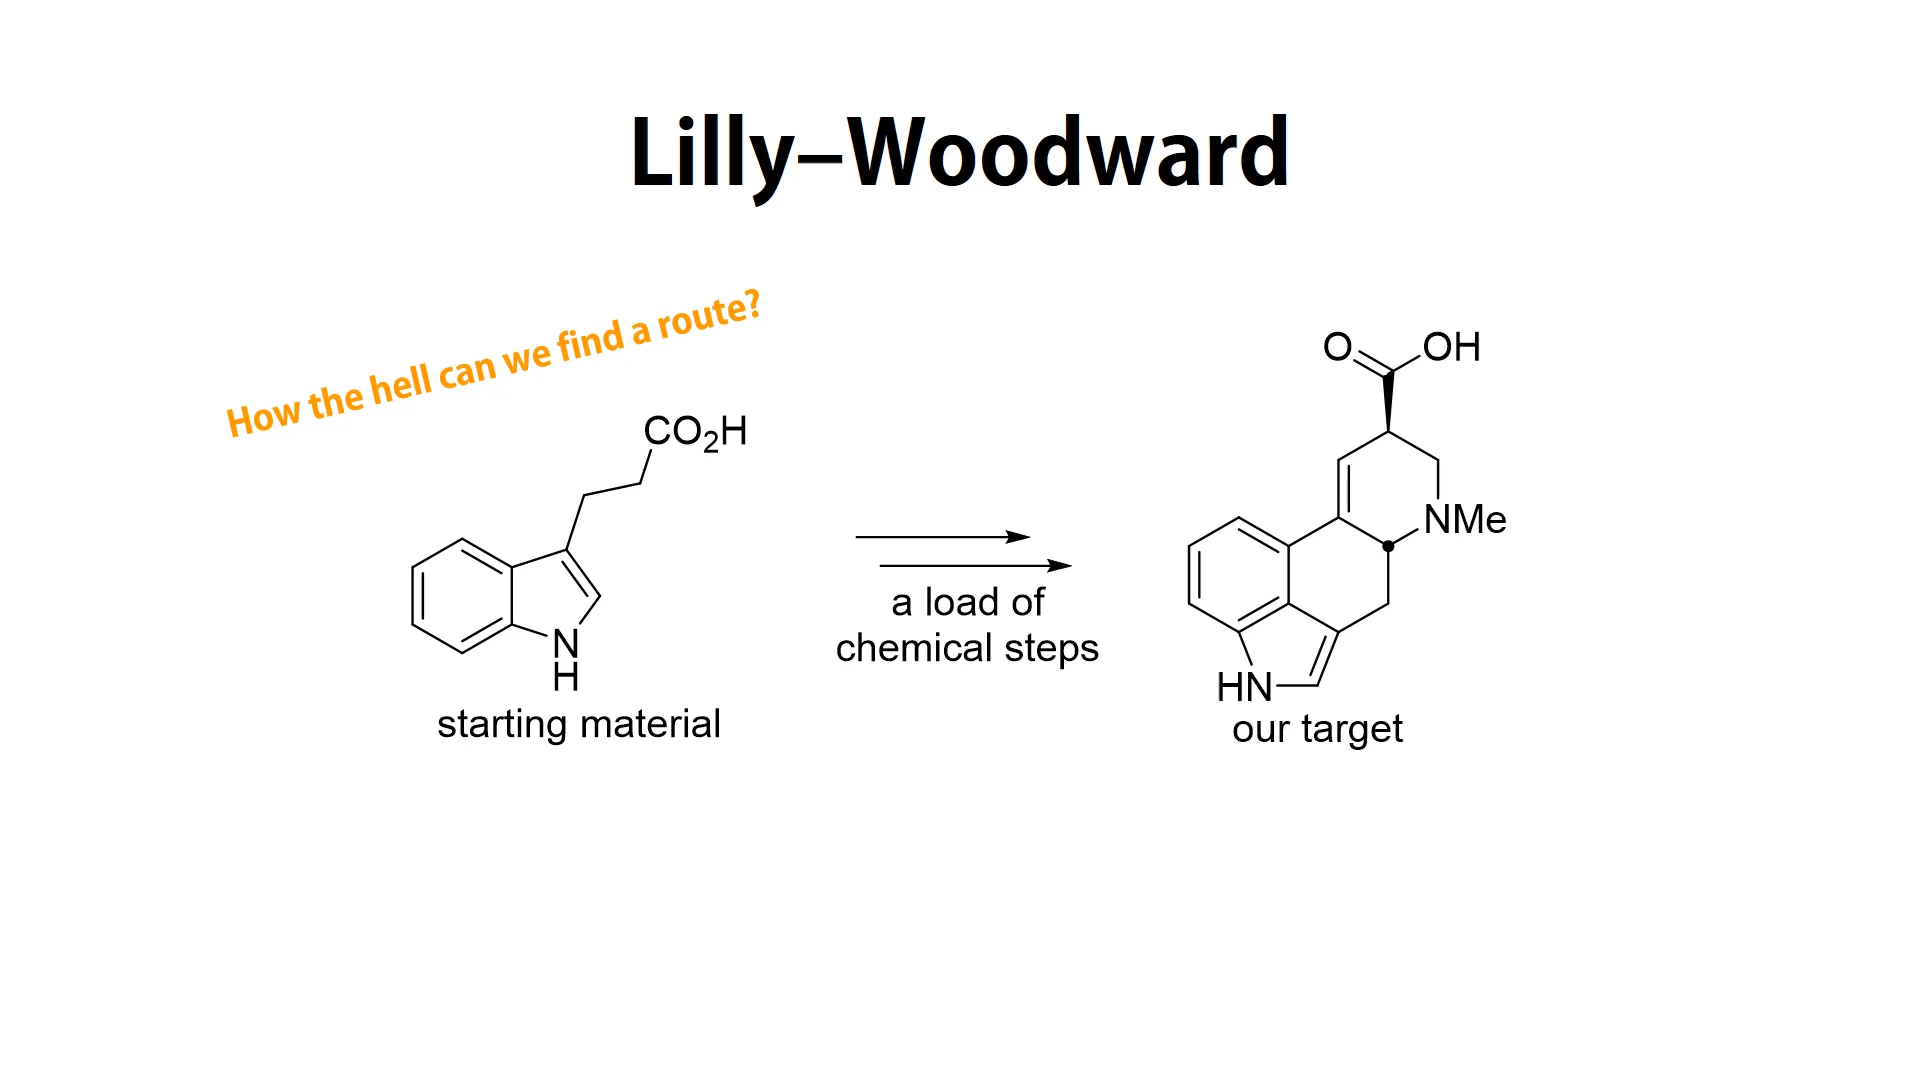 Lilly–Woodward
How the hell can we find a route?
CO₂H
N
H
starting material
a load of
chemical steps
O
OH
NMe
HN
our target